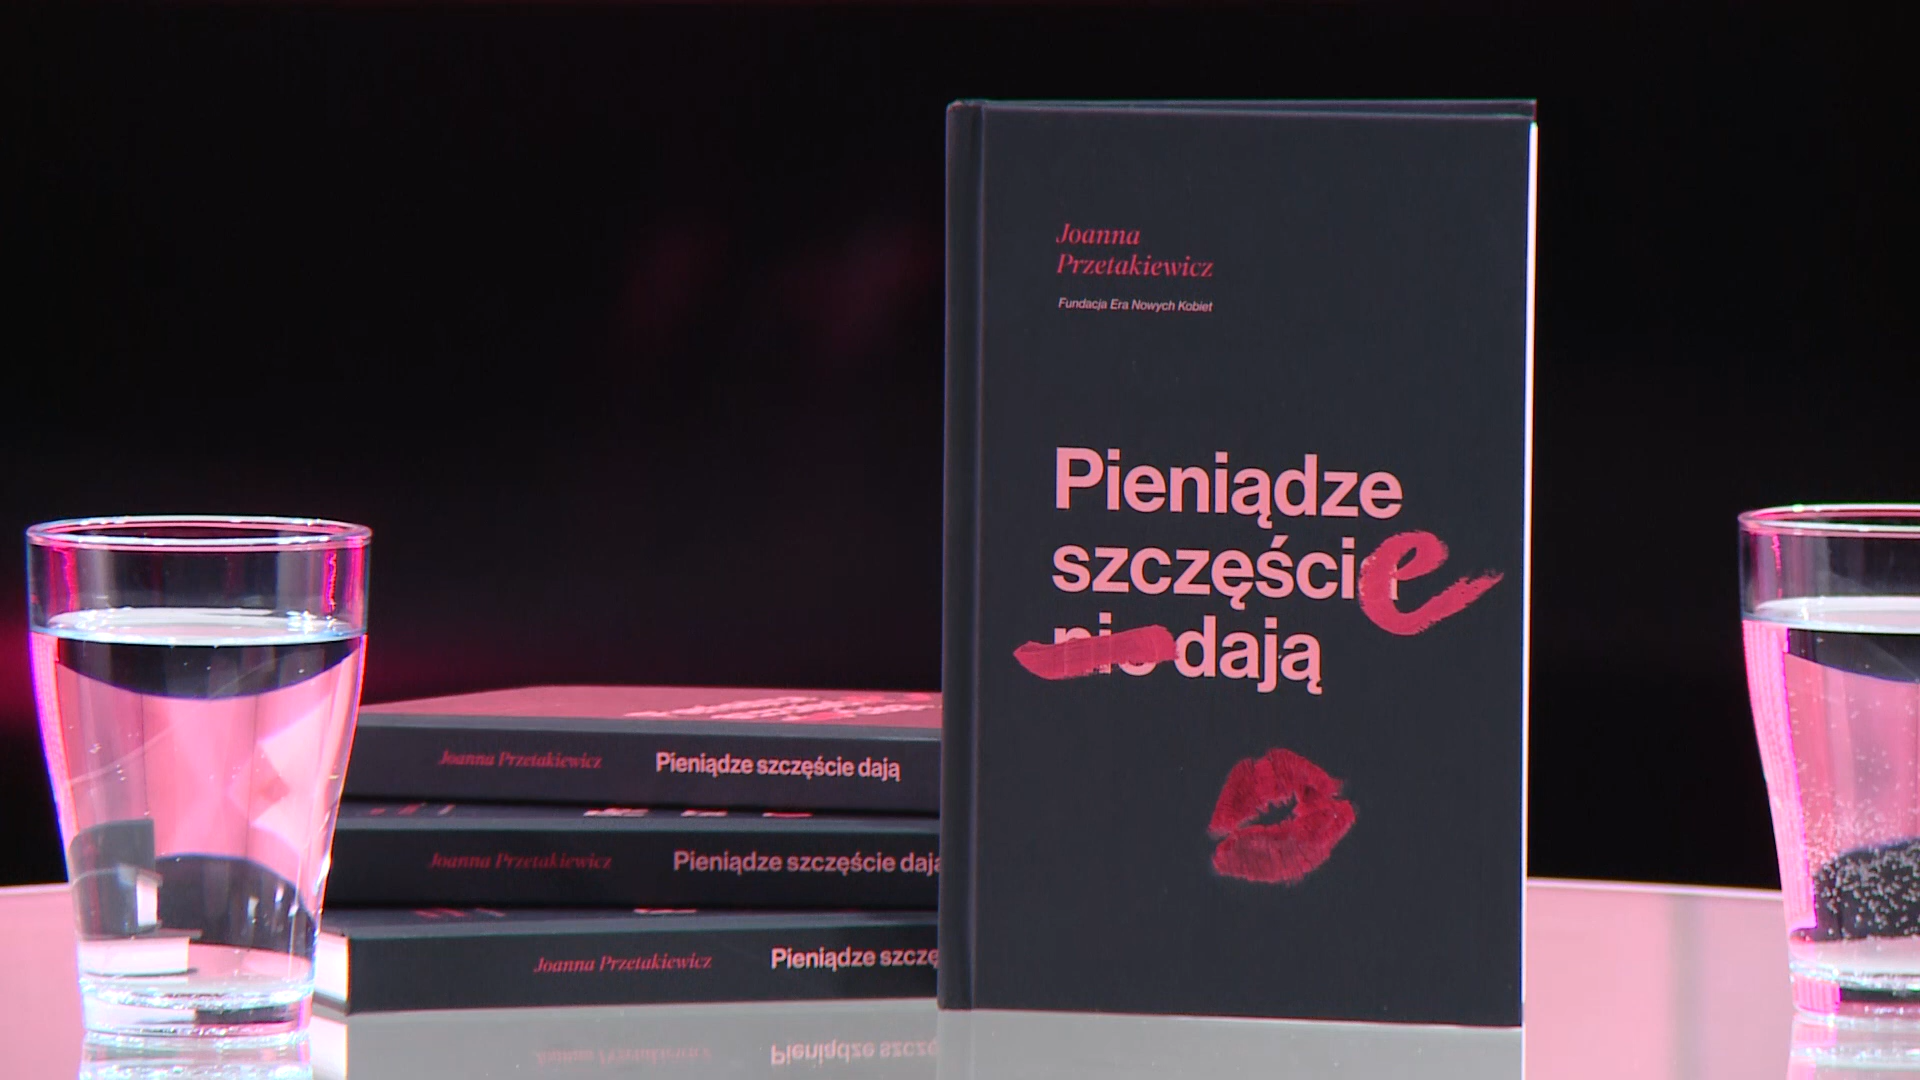 Joanna
Przetakiewicz
Fundacja Era Nowych Kobiet
Pieniądze
szczęście
nie dają
Joanna Przetakiewicz Pieniądze szczęście dają
Joanna Przetakiewicz Pieniądze szczęście dają
Joanna Przetakiewicz Pieniądze szczę